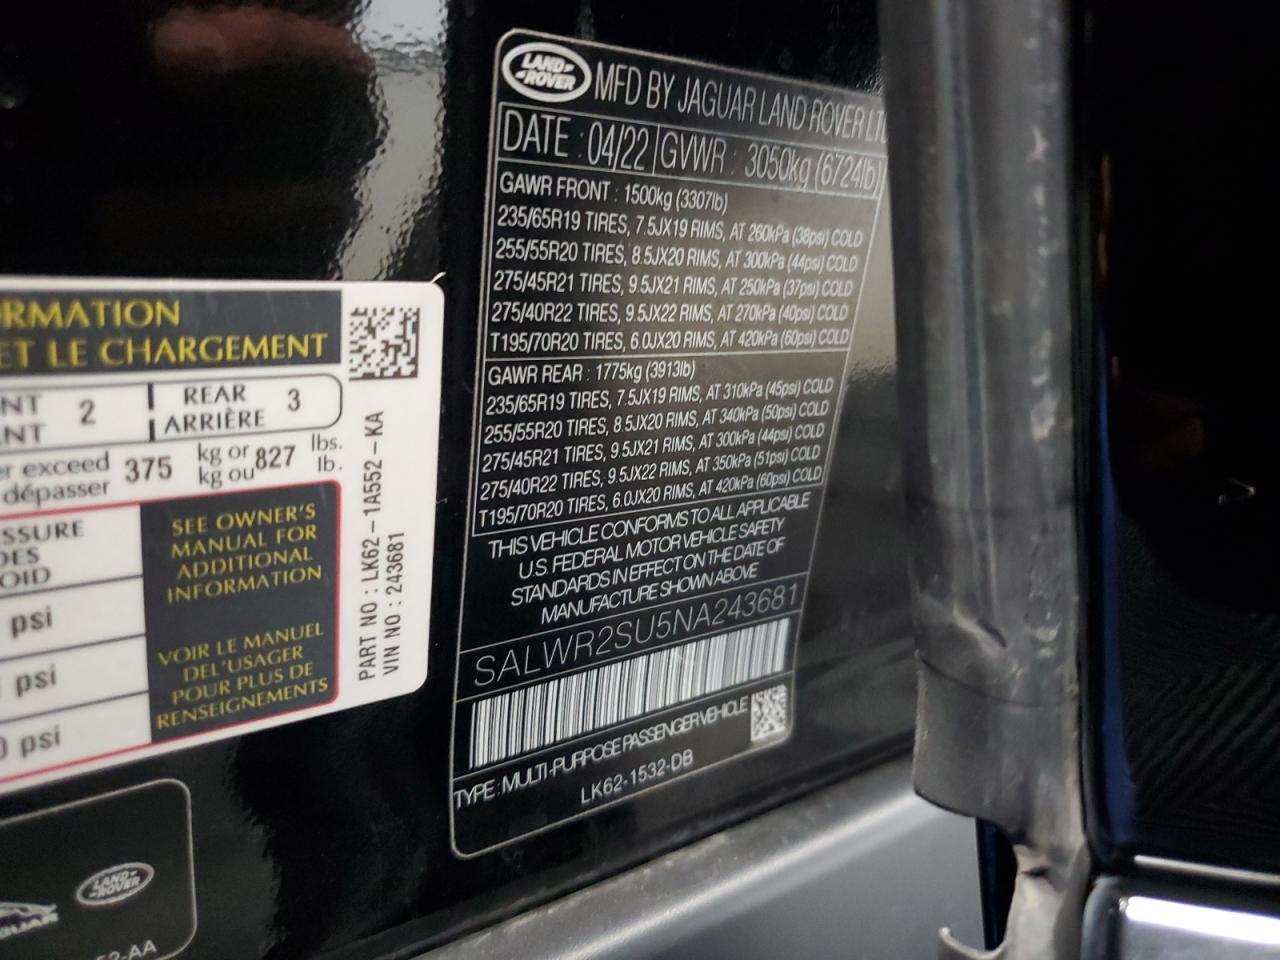 RMATION
ET LE CHARGEMENT
NT 2 REAR 3
ANT ARRIÈRE
er exceed 375 kg or 827 lbs.
dépasser kg ou lb.
SSURE
DES
OID
psi
psi
0 psi
SEE OWNER'S
MANUAL FOR
ADDITIONAL
INFORMATION
VOIR LE MANUEL
DEL'USAGER
POUR PLUS DE
RENSEIGNEMENTS
PART NO : LK62-1A552-KA
VIN NO : 243681
LAND-
-ROVER
52-AA
LAND-
-ROVER
MFD BY JAGUAR LAND ROVER LTD
DATE : 04/22 GVWR : 3050kg (6724lb)
GAWR FRONT : 1500kg (3307lb)
235/65R19 TIRES, 7.5JX19 RIMS, AT 260kPa (38psi) COLD
255/55R20 TIRES, 8.5JX20 RIMS, AT 300kPa (44psi) COLD
275/45R21 TIRES, 9.5JX21 RIMS, AT 250kPa (37psi) COLD
275/40R22 TIRES, 9.5JX22 RIMS, AT 270kPa (40psi) COLD
T195/70R20 TIRES, 6.0JX20 RIMS, AT 420kPa (60psi) COLD
GAWR REAR : 1775kg (3913lb)
235/65R19 TIRES, 7.5JX19 RIMS, AT 310kPa (45psi) COLD
255/55R20 TIRES, 8.5JX20 RIMS, AT 340kPa (50psi) COLD
275/45R21 TIRES, 9.5JX21 RIMS, AT 300kPa (44psi) COLD
275/40R22 TIRES, 9.5JX22 RIMS, AT 350kPa (51psi) COLD
T195/70R20 TIRES, 6.0JX20 RIMS, AT 420kPa (60psi) COLD
THIS VEHICLE CONFORMS TO ALL APPLICABLE
U.S. FEDERAL MOTOR VEHICLE SAFETY
STANDARDS IN EFFECT ON THE DATE OF
MANUFACTURE SHOWN ABOVE
SALWR2SU5NA243681
TYPE : MULTI-PURPOSE PASSENGER VEHICLE
LK62-1532-DB